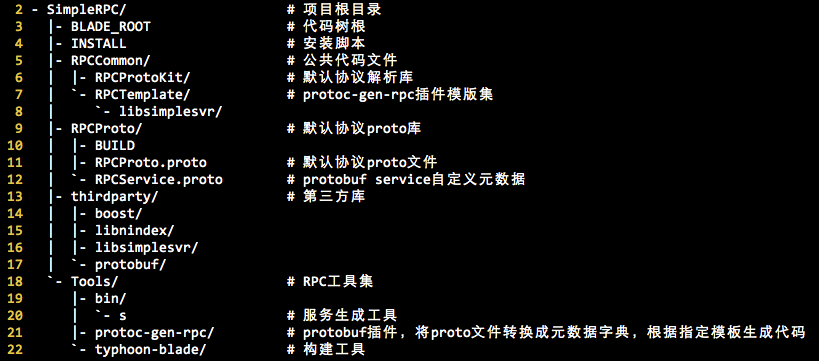 2 - SimpleRPC/ # 项目根目录
3 |- BLADE_ROOT # 代码树根
4 |- INSTALL # 安装脚本
5 |- RPCCommon/ # 公共代码文件
6 | |- RPCProtoKit/ # 默认协议解析库
7 | `- RPCTemplate/ # protoc-gen-rpc插件模版集
8 | `- libsimplesvr/
9 |- RPCProto/ # 默认协议proto库
10 | |- BUILD
11 | |- RPCProto.proto # 默认协议proto文件
12 | `- RPCService.proto # protobuf service自定义元数据
13 |- thirdparty/ # 第三方库
14 | |- boost/
15 | |- libnindex/
16 | |- libsimplesvr/
17 | `- protobuf/
18 `- Tools/ # RPC工具集
19 |- bin/
20 | `- s # 服务生成工具
21 |- protoc-gen-rpc/ # protobuf插件，将proto文件转换成元数据字典，根据指定模板生成代码
22 `- typhoon-blade/ # 构建工具